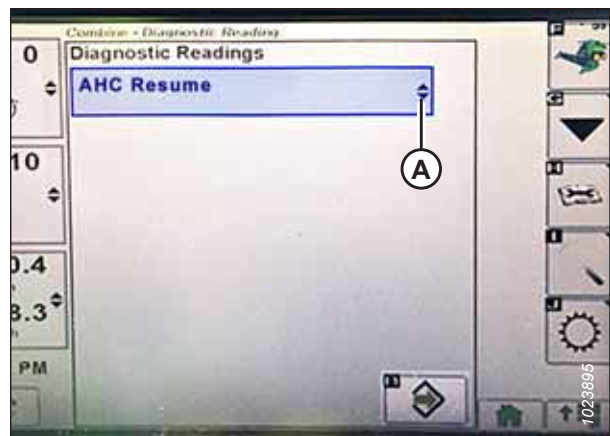 Combine - Diagnostic Reading
Diagnostic Readings
AHC Resume
A
0
10
0.4
8.3
PM
1023895